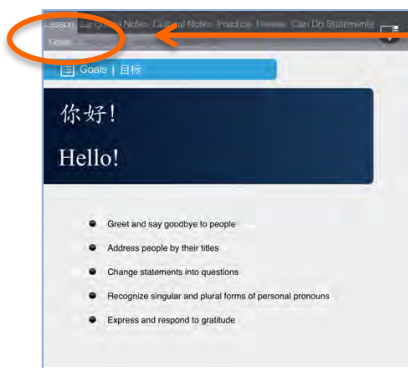 Lesson Language Notes Cultural Notes Practice Review Can Do Statements
Goals
Goals | 目标
你好!
Hello!
Greet and say goodbye to people
Address people by their titles
Change statements into questions
Recognize singular and plural forms of personal pronouns
Express and respond to gratitude